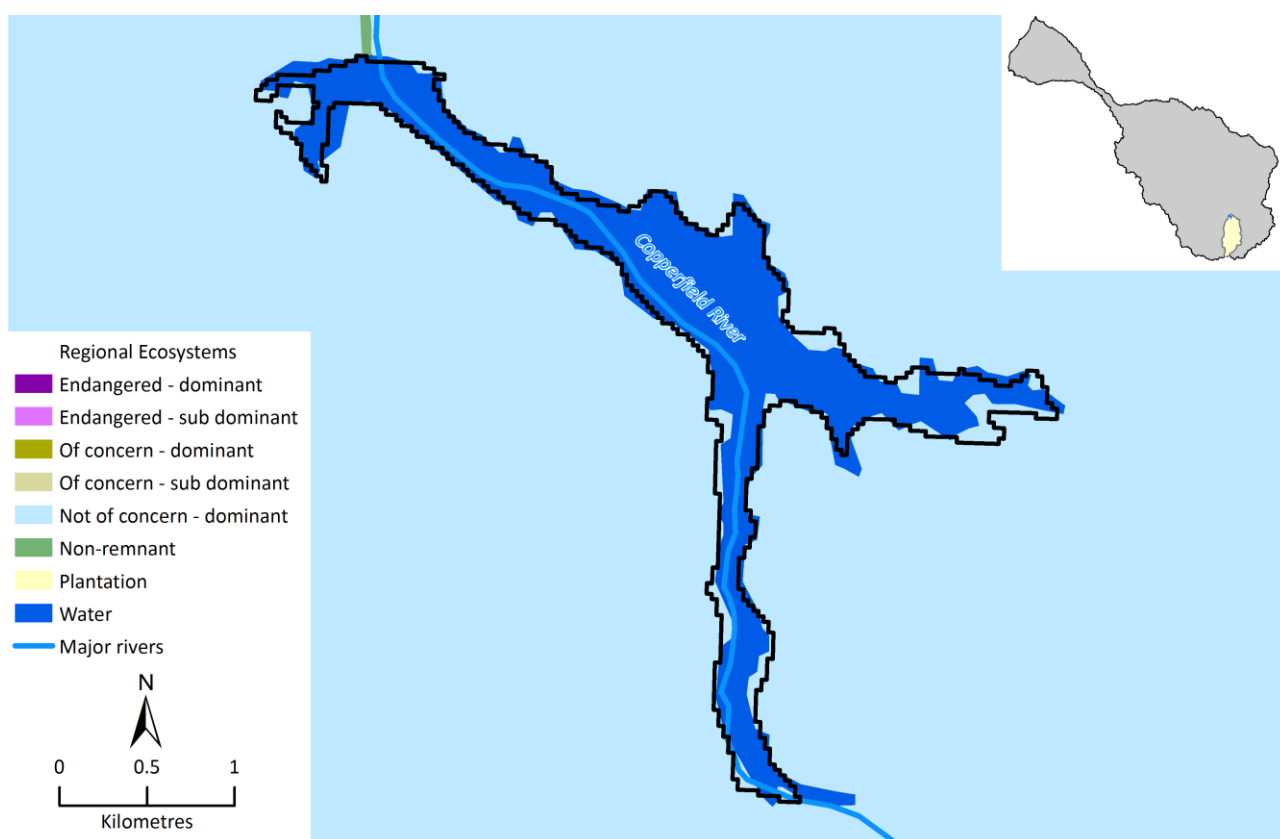 Copperfield River
Regional Ecosystems
Endangered - dominant
Endangered - sub dominant
Of concern - dominant
Of concern - sub dominant
Not of concern - dominant
Non-remnant
Plantation
Water
Major rivers
N
0 0.5 1
Kilometres